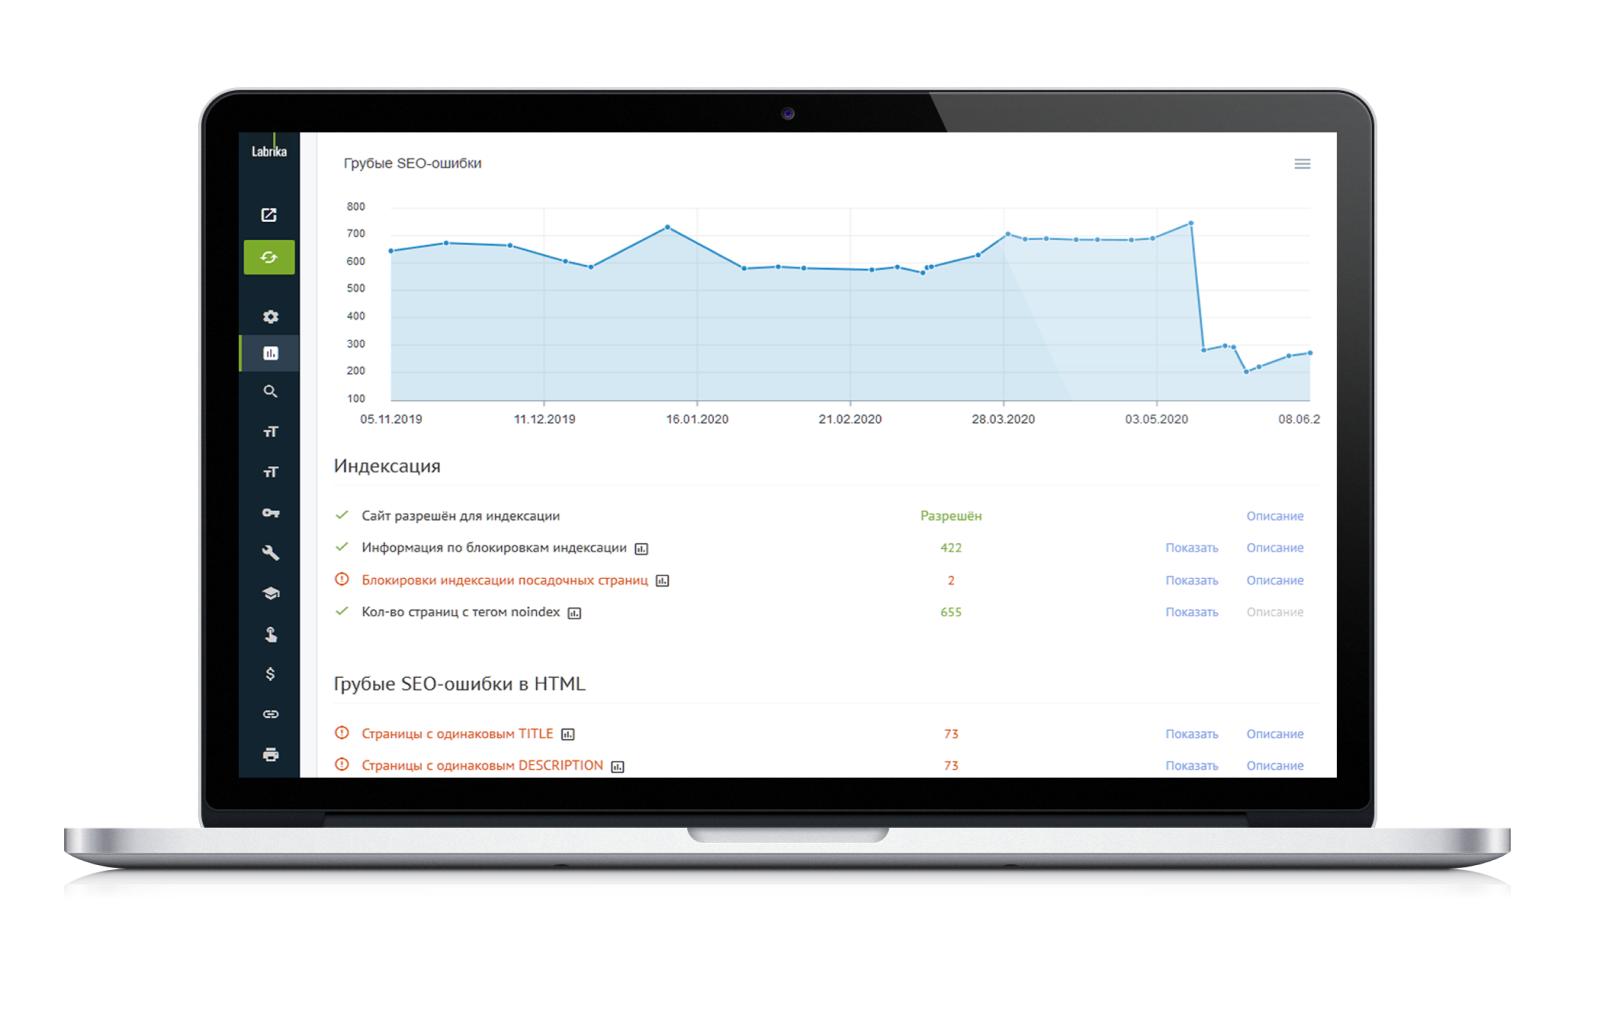 Labrika
Грубые SEO-ошибки
800
700
600
500
400
300
200
100
05.11.2019 11.12.2019 16.01.2020 21.02.2020 28.03.2020 03.05.2020 08.06.2
Индексация
Сайт разрешён для индексации Разрешён Описание
Информация по блокировкам индексации 422 Показать Описание
Блокировки индексации посадочных страниц 2 Показать Описание
Кол-во страниц с тегом noindex 655 Показать Описание
Грубые SEO-ошибки в HTML
Страницы с одинаковым TITLE 73 Показать Описание
Страницы с одинаковым DESCRIPTION 73 Показать Описание